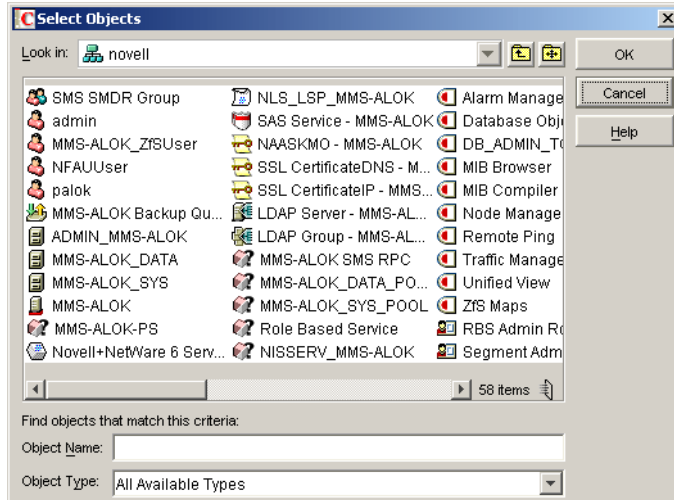 Select Objects
Look in: novell
OK
Cancel
Help
SMS SMDR Group
admin
MMS-ALOK_ZfSUser
NFAUUser
palok
MMS-ALOK Backup Qu...
ADMIN_MMS-ALOK
MMS-ALOK_DATA
MMS-ALOK_SYS
MMS-ALOK
MMS-ALOK-PS
Novell+NetWare 6 Serv...
NLS_LSP_MMS-ALOK
SAS Service - MMS-ALOK
NAASKMO - MMS-ALOK
SSL CertificateDNS - M...
SSL CertificateIP - MMS...
LDAP Server - MMS-AL...
LDAP Group - MMS-AL...
MMS-ALOK SMS RPC
MMS-ALOK_DATA_PO...
MMS-ALOK_SYS_POOL
Role Based Service
NISSERV_MMS-ALOK
Alarm Manage
Database Obj
DB_ADMIN_TO
MIB Browser
MIB Compiler
Node Manage
Remote Ping
Traffic Manage
Unified View
ZfS Maps
RBS Admin Ro
Segment Adm
58 items
Find objects that match this criteria:
Object Name:
Object Type: All Available Types